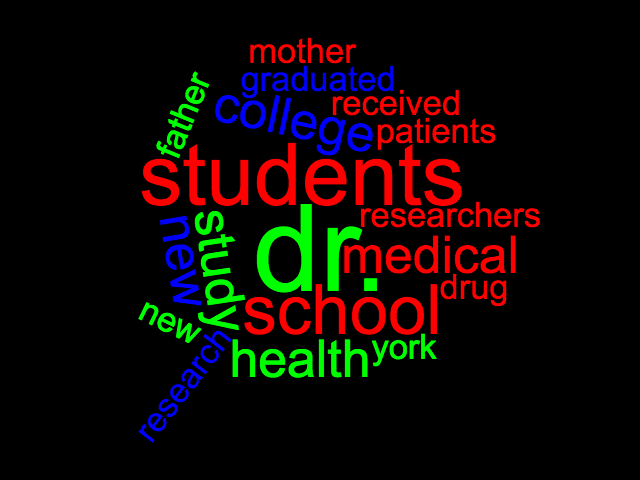 mother
graduated
father
college
received
patients
students
researchers
new
study
dr.
medical
drug
school
new
york
health
research